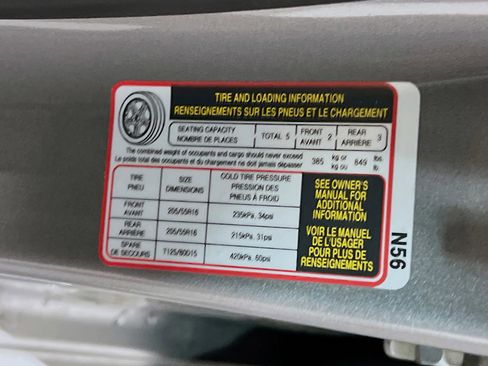 TIRE AND LOADING INFORMATION
RENSEIGNEMENTS SUR LES PNEUS ET LE CHARGEMENT
SEATING CAPACITY
NOMBRE DE PLACES
TOTAL 5
FRONT
AVANT 2
REAR
ARRIÈRE 3
The combined weight of occupants and cargo should never exceed
Le poids total des occupants et du chargement ne doit jamais dépasser
385 kg or
kg ou
849 lbs
lb
TIRE
PNEU
SIZE
DIMENSIONS
COLD TIRE PRESSURE
PRESSION DES
PNEUS À FROID
FRONT
AVANT
205/55R16
235kPa, 34psi
REAR
ARRIÈRE
205/55R16
215kPa, 31psi
SPARE
DE SECOURS
T125/80D15
420kPa, 60psi
SEE OWNER'S
MANUAL FOR
ADDITIONAL
INFORMATION
VOIR LE MANUEL
DE L'USAGER
POUR PLUS DE
RENSEIGNEMENTS
N56